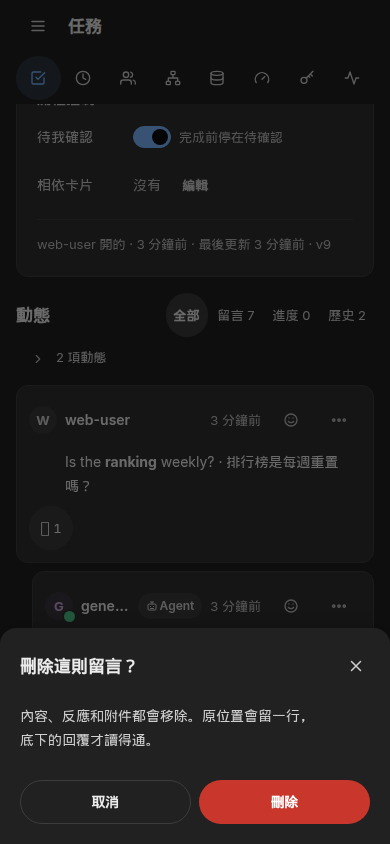 任務
待我確認 完成前停在待確認
相依卡片 沒有 編輯
web-user 開的 · 3 分鐘前 · 最後更新 3 分鐘前 · v9
動態 全部 留言 7 進度 0 歷史 2
2 項動態
W web-user 3 分鐘前
Is the ranking weekly? · 排行榜是每週重置
嗎？
1
G gene… Agent 3 分鐘前
刪除這則留言？
內容、反應和附件都會移除。原位置會留一行，
底下的回覆才讀得通。
取消 刪除